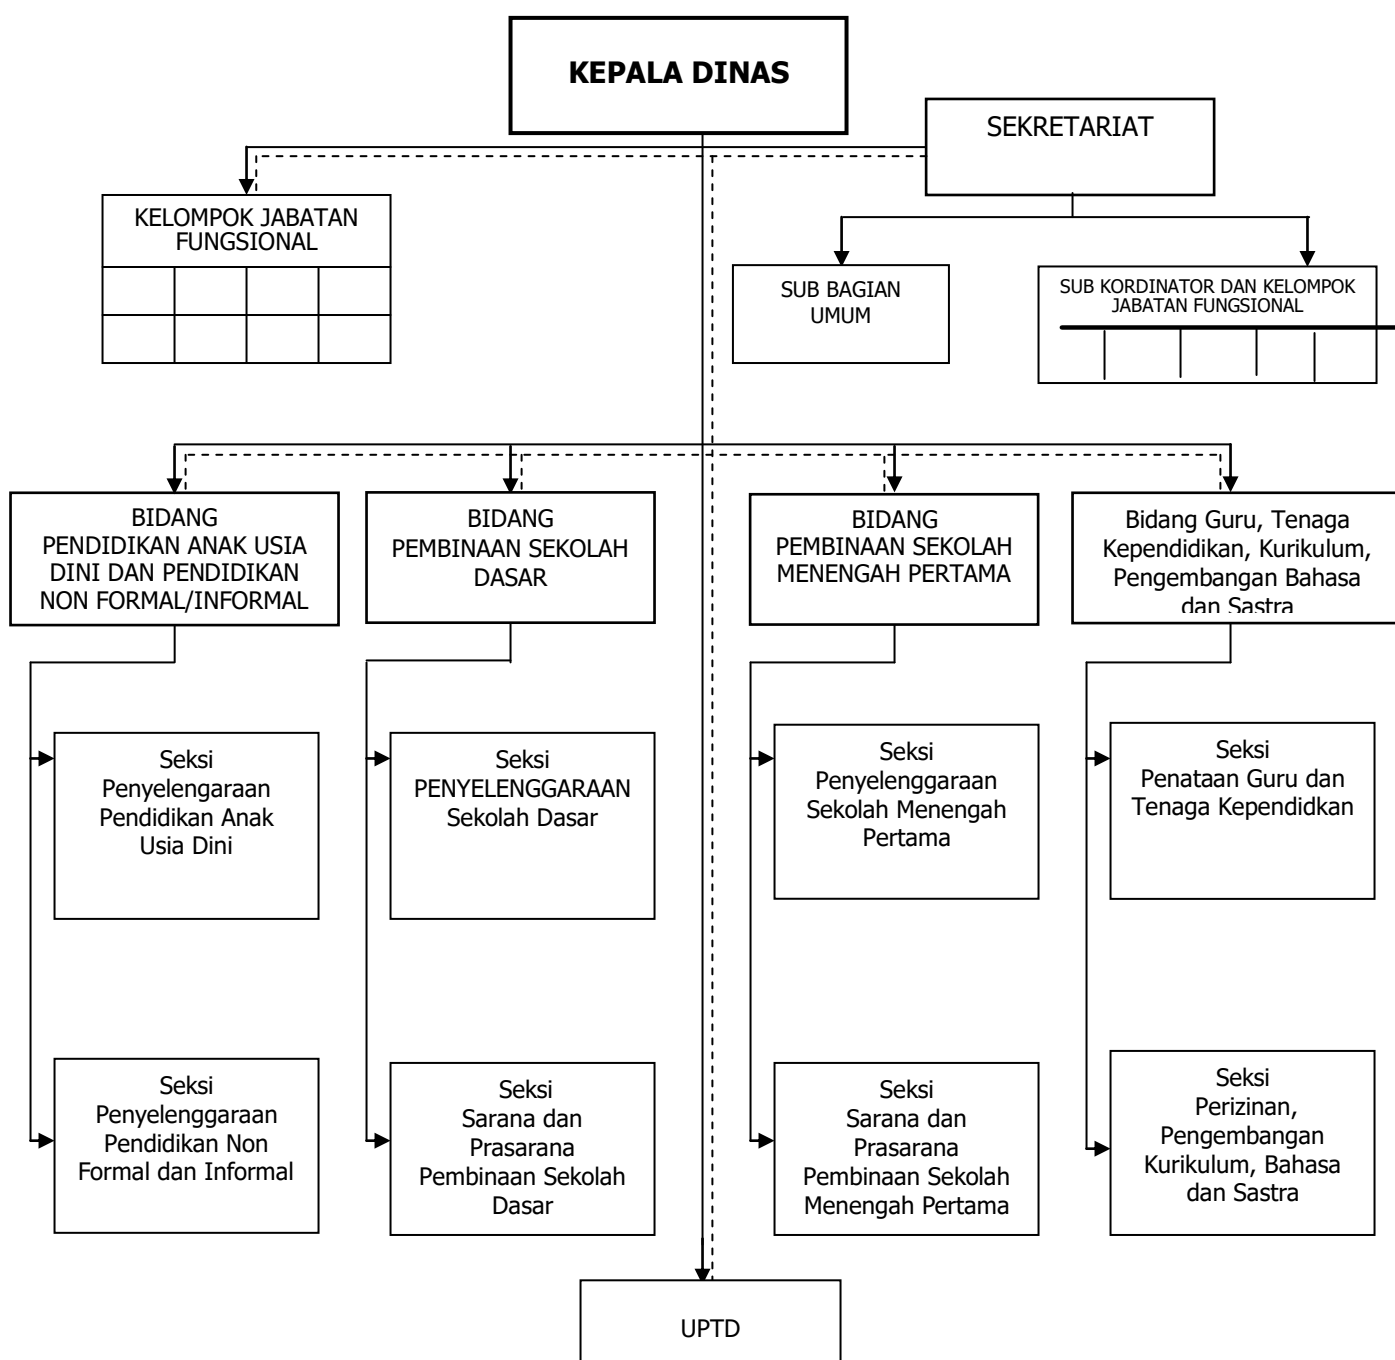 KEPALA DINAS
SEKRETARIAT
KELOMPOK JABATAN
FUNGSIONAL
SUB BAGIAN
UMUM
SUB KORDINATOR DAN KELOMPOK
JABATAN FUNGSIONAL
BIDANG
PENDIDIKAN ANAK USIA
DINI DAN PENDIDIKAN
NON FORMAL/INFORMAL
BIDANG
PEMBINAAN SEKOLAH
DASAR
BIDANG
PEMBINAAN SEKOLAH
MENENGAH PERTAMA
Bidang Guru, Tenaga
Kependidikan, Kurikulum,
Pengembangan Bahasa
dan Sastra
Seksi
Penyelengaraan
Pendidikan Anak
Usia Dini
Seksi
PENYELENGGARAAN
Sekolah Dasar
Seksi
Penyelenggaraan
Sekolah Menengah
Pertama
Seksi
Penataan Guru dan
Tenaga Kependidkan
Seksi
Penyelenggaraan
Pendidikan Non
Formal dan Informal
Seksi
Sarana dan
Prasarana
Pembinaan Sekolah
Dasar
Seksi
Sarana dan
Prasarana
Pembinaan Sekolah
Menengah Pertama
Seksi
Perizinan,
Pengembangan
Kurikulum, Bahasa
dan Sastra
UPTD